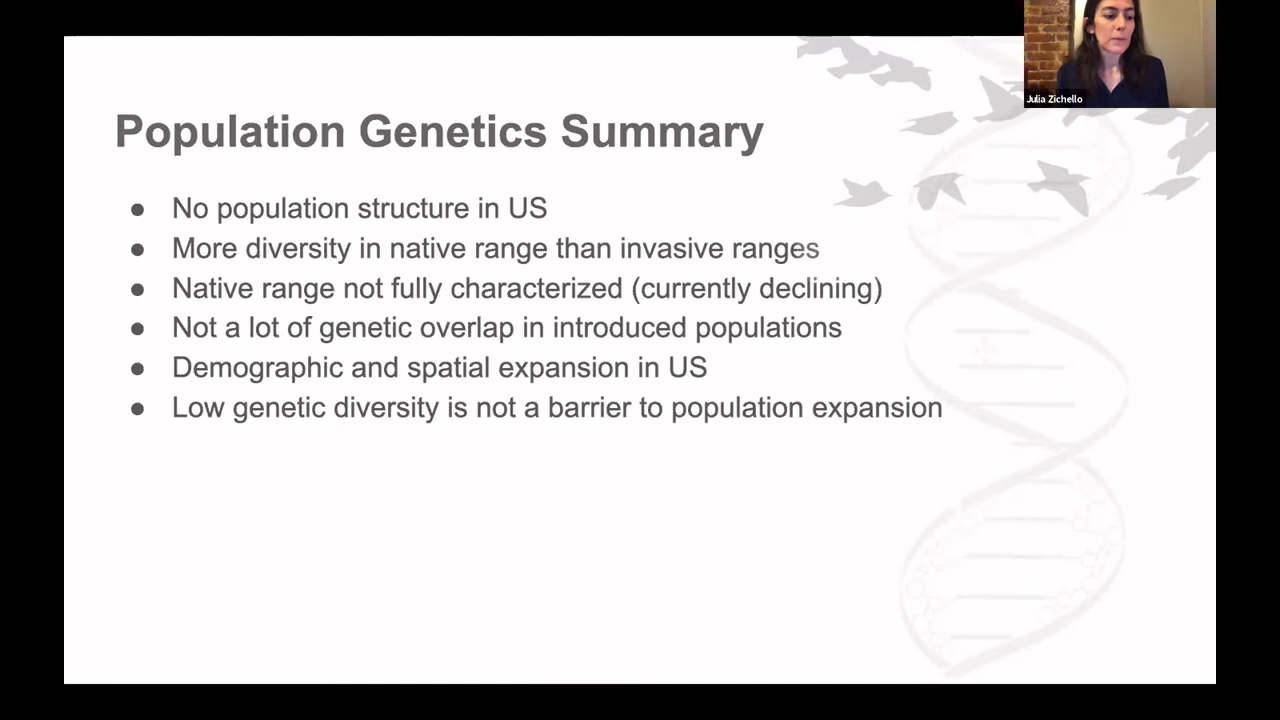 Julia Zichello
Population Genetics Summary
● No population structure in US
● More diversity in native range than invasive ranges
● Native range not fully characterized (currently declining)
● Not a lot of genetic overlap in introduced populations
● Demographic and spatial expansion in US
● Low genetic diversity is not a barrier to population expansion